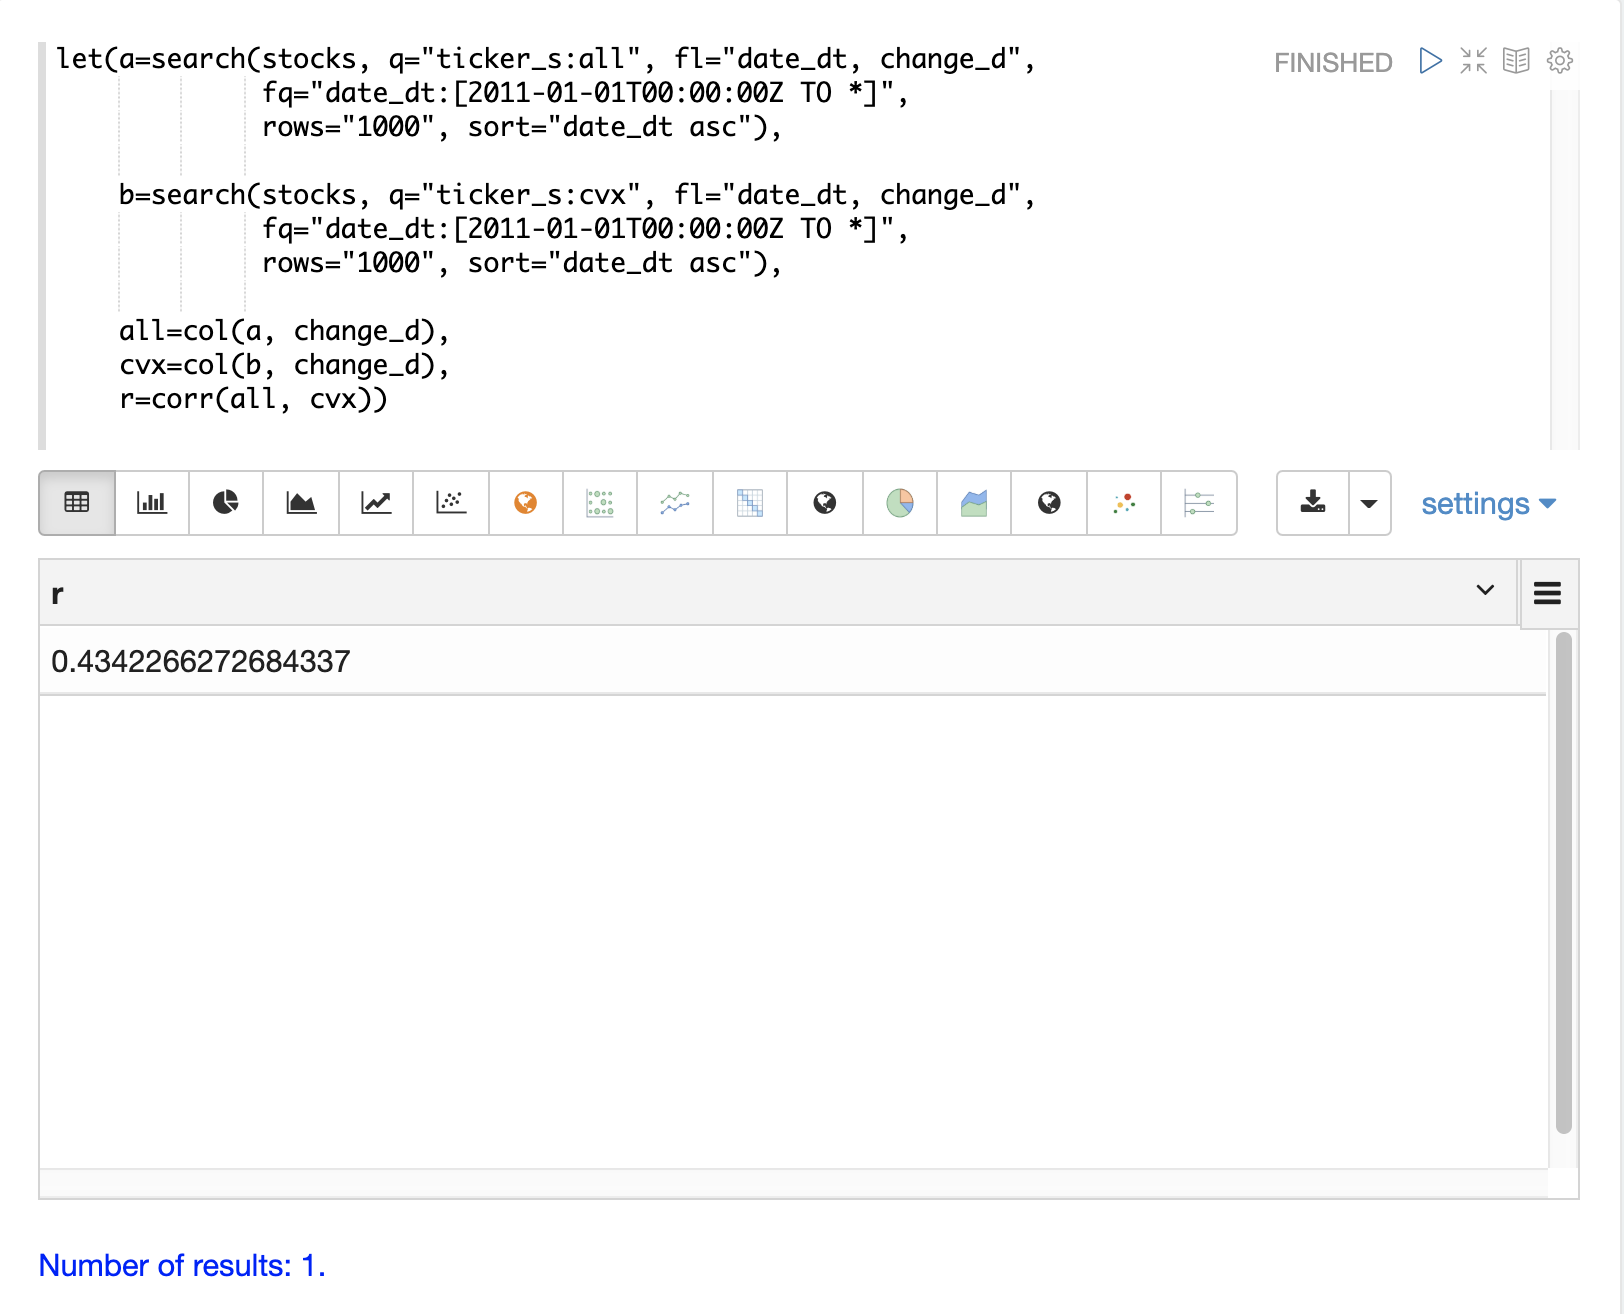 let(a=search(stocks, q="ticker_s:all", fl="date_dt, change_d",
fq="date_dt:[2011-01-01T00:00:00Z TO *]",
rows="1000", sort="date_dt asc"),
b=search(stocks, q="ticker_s:cvx", fl="date_dt, change_d",
fq="date_dt:[2011-01-01T00:00:00Z TO *]",
rows="1000", sort="date_dt asc"),
all=col(a, change_d),
cvx=col(b, change_d),
r=corr(all, cvx))
FINISHED
settings
r
0.4342266272684337
Number of results: 1.